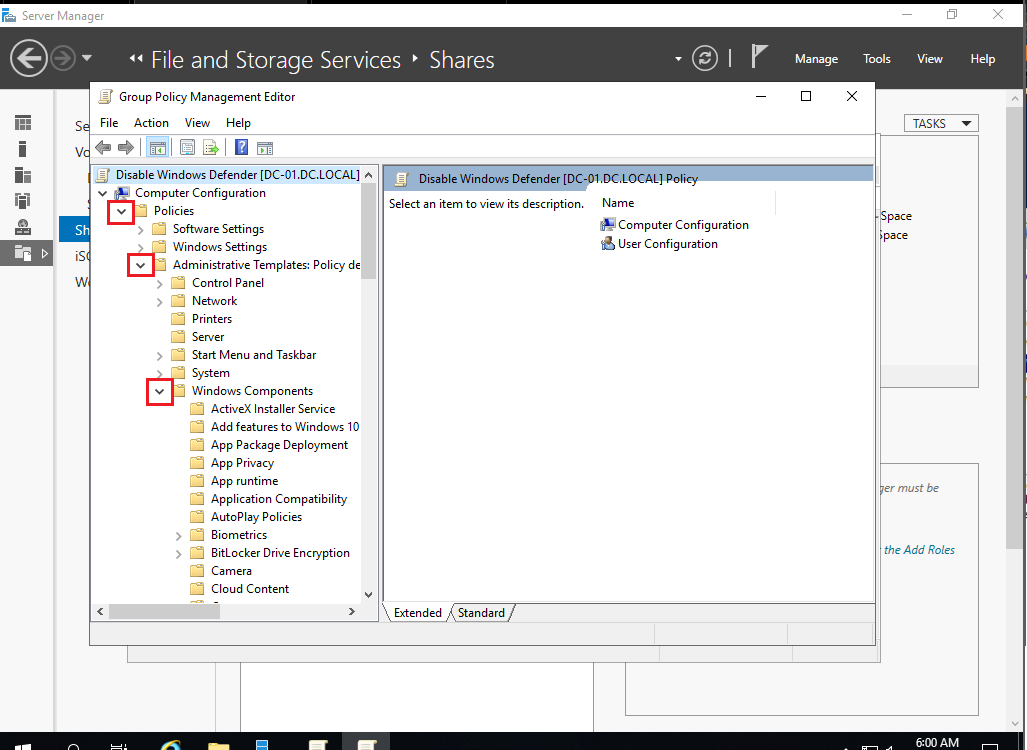 Server Manager
File and Storage Services
Shares
Manage
Tools
View
Help
TASKS
Group Policy Management Editor
File
Action
View
Help
Disable Windows Defender [DC-01.DC.LOCAL]
Computer Configuration
Policies
Software Settings
Windows Settings
Administrative Templates: Policy de
Control Panel
Network
Printers
Server
Start Menu and Taskbar
System
Windows Components
ActiveX Installer Service
Add features to Windows 10
App Package Deployment
App Privacy
App runtime
Application Compatibility
AutoPlay Policies
Biometrics
BitLocker Drive Encryption
Camera
Cloud Content
Disable Windows Defender [DC-01.DC.LOCAL] Policy
Select an item to view its description.
Name
Computer Configuration
User Configuration
Extended
Standard
Se
Vo
Sh
iSC
Wo
-Space
Space
ger must be
the Add Roles
6:00 AM